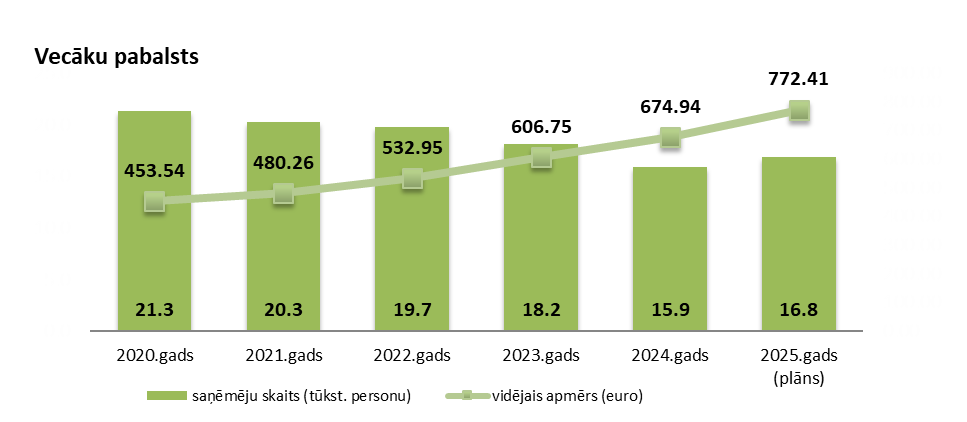 Vecāku pabalsts
772.41
674.94
606.75
532.95
480.26
453.54
21.3
20.3
19.7
18.2
15.9
16.8
2020.gads
2021.gads
2022.gads
2023.gads
2024.gads
2025.gads
(plāns)
saņēmēju skaits (tūkst. personu)
vidējais apmērs (euro)